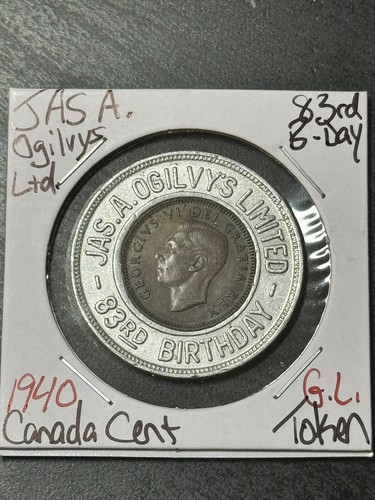 JAS A.
Ogilvys
Ltd.
83rd
B-Day
JAS. A. OGILVY'S LIMITED
- 83RD BIRTHDAY -
GEORGIVS VI DEI GRATIA REX
1940
Canada Cent
G.L.
Token